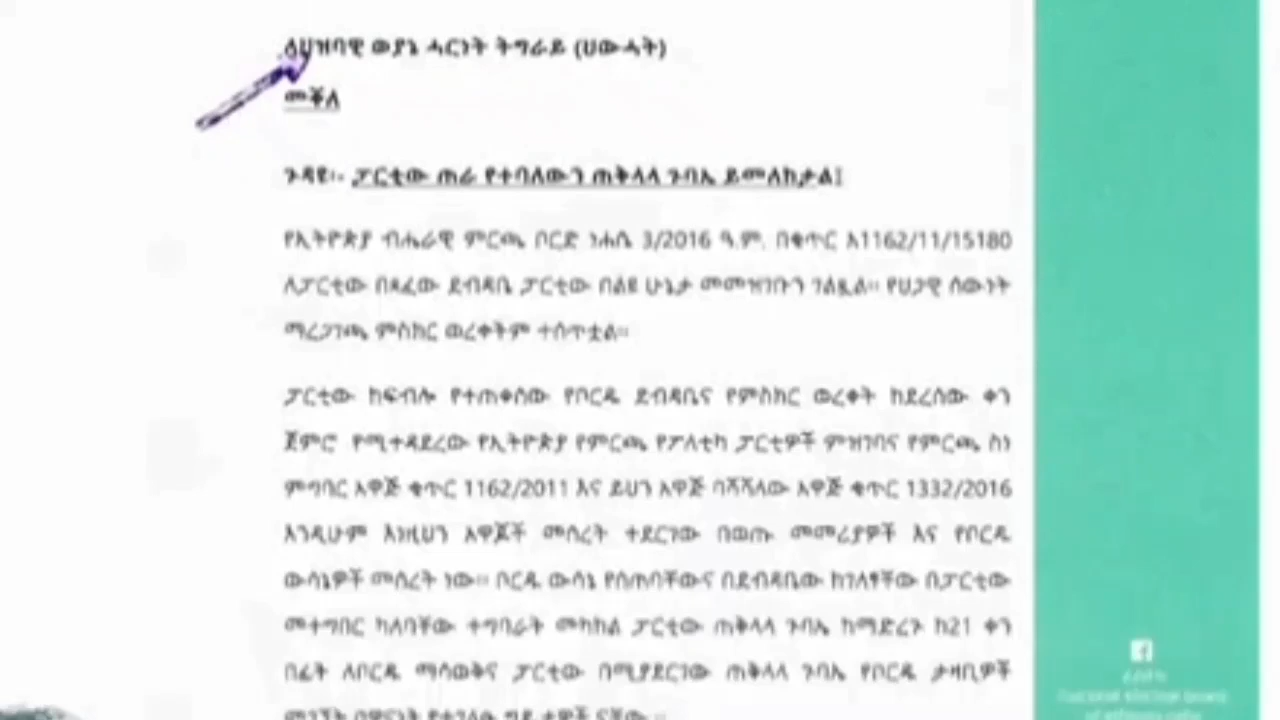 ለህዝባዊ ወያኔ ሓርነት ትግራይ (ህውሓት)
መቐለ
ጉዳዩ፡- ፓርቲው ጠራ የተባለውን ጠቅላላ ጉባኤ ይመለከታል፤
የኢትዮጵያ ብሔራዊ ምርጫ ቦርድ ነሐሴ 3/2016 ዓ.ም. በቁጥር አ1162/11/15180
ለፓርቲው በጻፈው ደብዳቤ ፓርቲው በልዩ ሁኔታ መመዝገቡን ገልጿል። የህጋዊ ሰውነት
ማረጋገጫ ምስክር ወረቀትም ተሰጥቷል።
ፓርቲው ከፍብሎ የተጠቀሰው የቦርዱ ደብዳቤና የምስክር ወረቀት ከደረሰው ቀን
ጀምሮ የሚተዳደረው የኢትዮጵያ የምርጫ የፖለቲካ ፓርቲዎች ምዝገባና የምርጫ ስነ
ምግባር አዋጅ ቁጥር 1162/2011 እና ይህን አዋጅ ባሻሻለው አዋጅ ቁጥር 1332/2016
እንዲሁም እነዚህን አዋጆች መሰረት ተደርገው በወጡ መመሪያዎች እና የቦርዱ
ውሳኔዎች መሰረት ነው። ቦርዱ ውሳኔ የሰጠባቸውና በደብዳቤው ከገለፃቸው በፓርቲው
መተግበር ካለባቸው ተግባራት መካከል ፓርቲው ጠቅላላ ጉባኤ ከማድረጉ ከ21 ቀን
በፊት ለቦርዱ ማሳወቅና ፓርቲው በሚያደርገው ጠቅላላ ጉባኤ የቦርዱ ታዛቢዎች